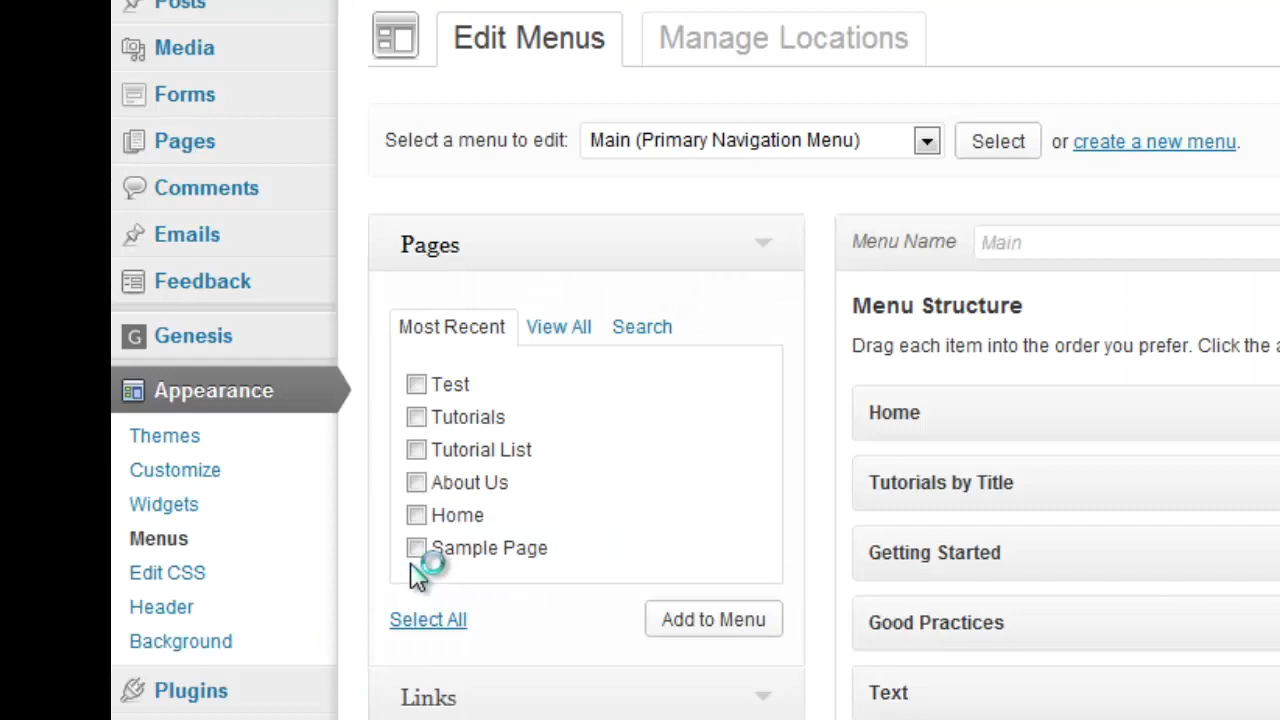 Posts
Media
Forms
Pages
Comments
Emails
Feedback
G Genesis
Appearance
Themes
Customize
Widgets
Menus
Edit CSS
Header
Background
Plugins
Edit Menus
Manage Locations
Select a menu to edit: Main (Primary Navigation Menu) Select or create a new menu.
Pages
Most Recent View All Search
Test
Tutorials
Tutorial List
About Us
Home
Sample Page
Select All Add to Menu
Links
Menu Name Main
Menu Structure
Drag each item into the order you prefer. Click the
Home
Tutorials by Title
Getting Started
Good Practices
Text